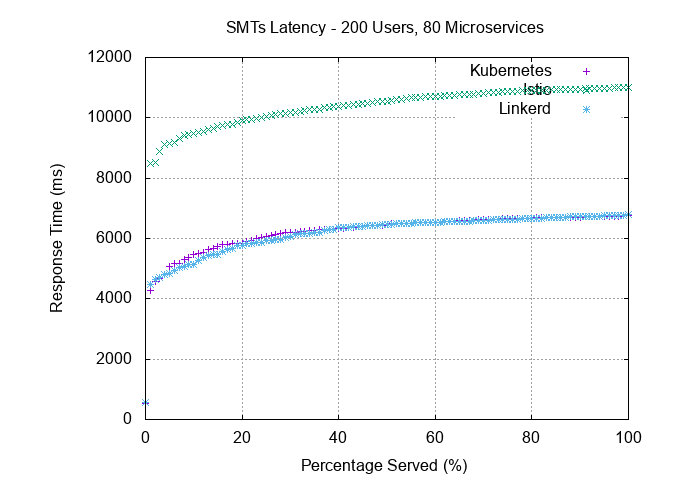 SMTs Latency - 200 Users, 80 Microservices
12000
10000
8000
6000
4000
2000
0
Response Time (ms)
Kubernetes
Istio
Linkerd
0 20 40 60 80 100
Percentage Served (%)